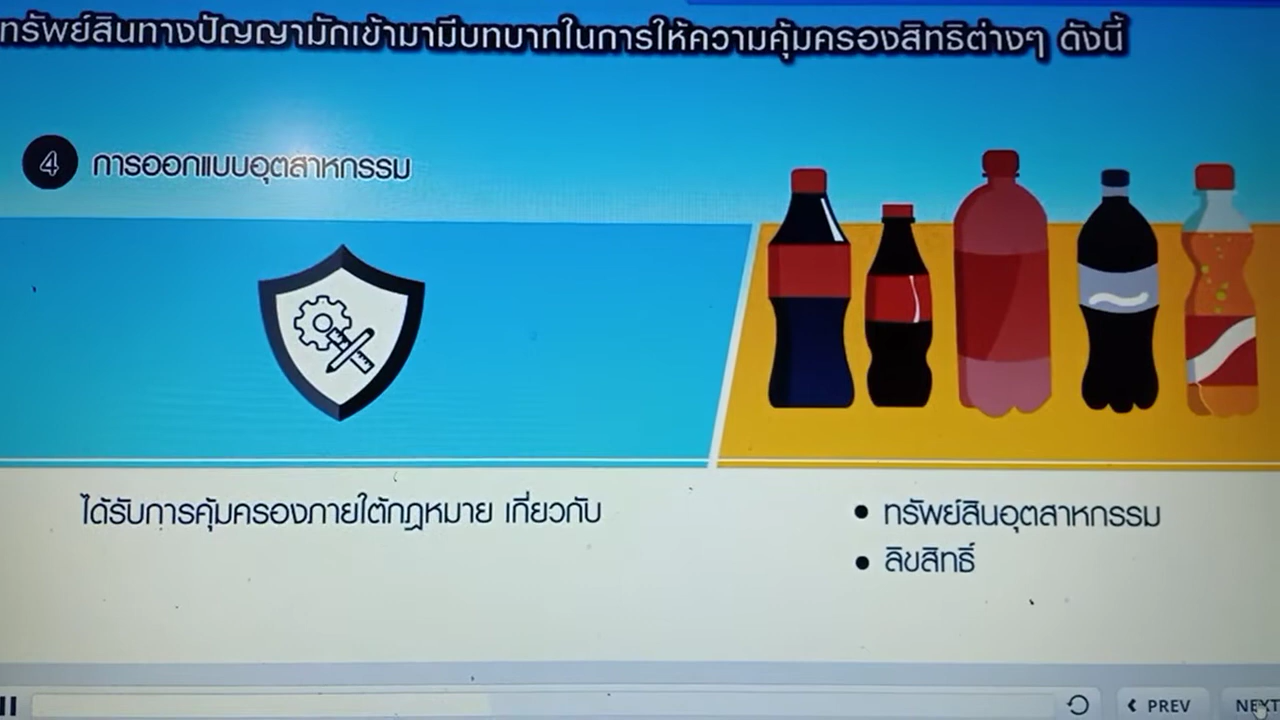 ทรัพย์สินทางปัญญามักเข้ามามีบทบาทในการให้ความคุ้มครองสิทธิต่างๆ ดังนี้
4 การออกแบบอุตสาหกรรม
ได้รับการคุ้มครองภายใต้กฎหมาย เกี่ยวกับ
• ทรัพย์สินอุตสาหกรรม
• ลิขสิทธิ์
PREV
NEXT